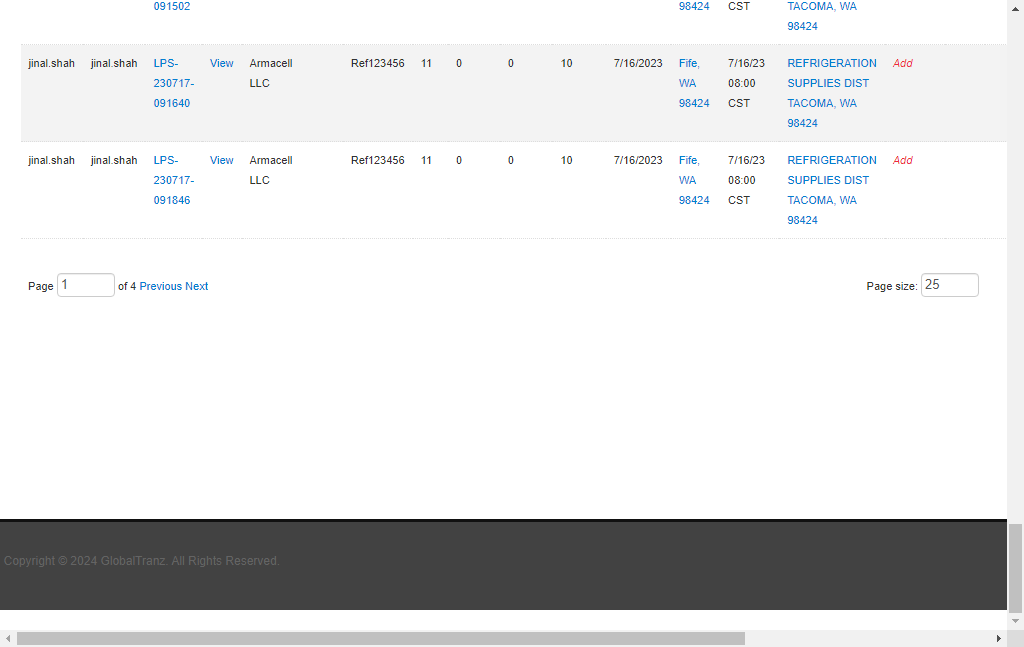 091502 98424 CST TACOMA, WA
98424
jinal.shah jinal.shah LPS- View Armacell Ref123456 11 0 0 10 7/16/2023 Fife, 7/16/23 REFRIGERATION Add
230717- LLC WA 08:00 SUPPLIES DIST
091640 98424 CST TACOMA, WA
98424
jinal.shah jinal.shah LPS- View Armacell Ref123456 11 0 0 10 7/16/2023 Fife, 7/16/23 REFRIGERATION Add
230717- LLC WA 08:00 SUPPLIES DIST
091846 98424 CST TACOMA, WA
98424
Page 1 of 4 Previous Next Page size: 25
Copyright © 2024 GlobalTranz. All Rights Reserved.